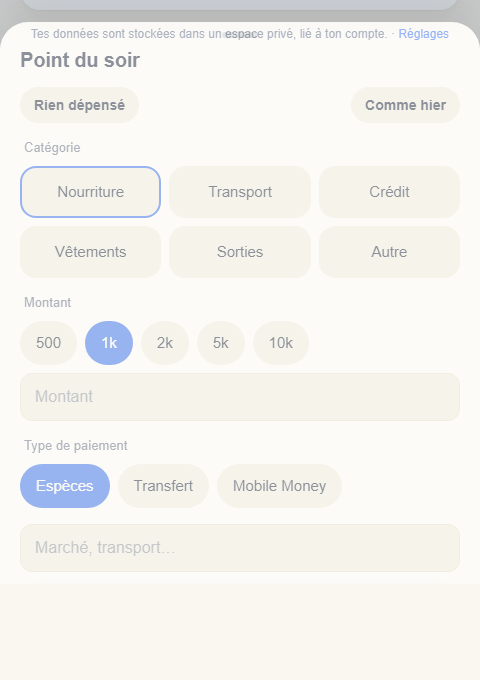 Tes données sont stockées dans un espace privé, lié à ton compte. · Réglages
Point du soir
Rien dépensé
Comme hier
Catégorie
Nourriture
Transport
Crédit
Vêtements
Sorties
Autre
Montant
500
1k
2k
5k
10k
Montant
Type de paiement
Espèces
Transfert
Mobile Money
Marché, transport...